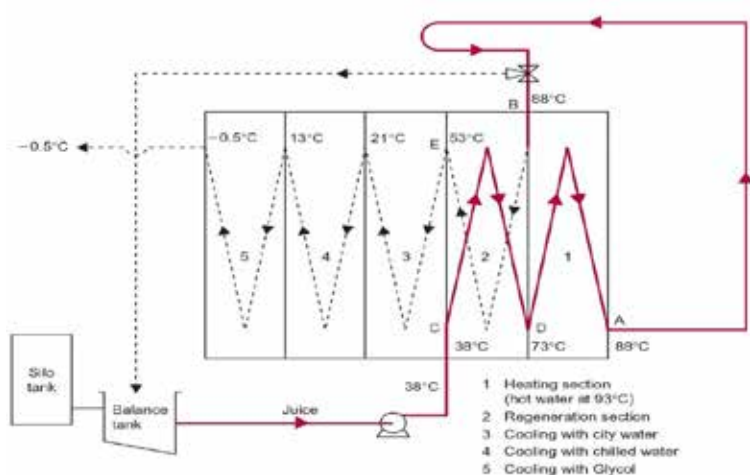 B
88°C
−0.5°C
−0.5°C
13°C
21°C
E
53°C
5
4
3
2
1
C
D
A
38°C
73°C
88°C
38°C
Silo
tank
Balance
tank
Juice
1 Heating section
(hot water at 93°C)
2 Regeneration section
3 Cooling with city water
4 Cooling with chilled water
5 Cooling with Glycol